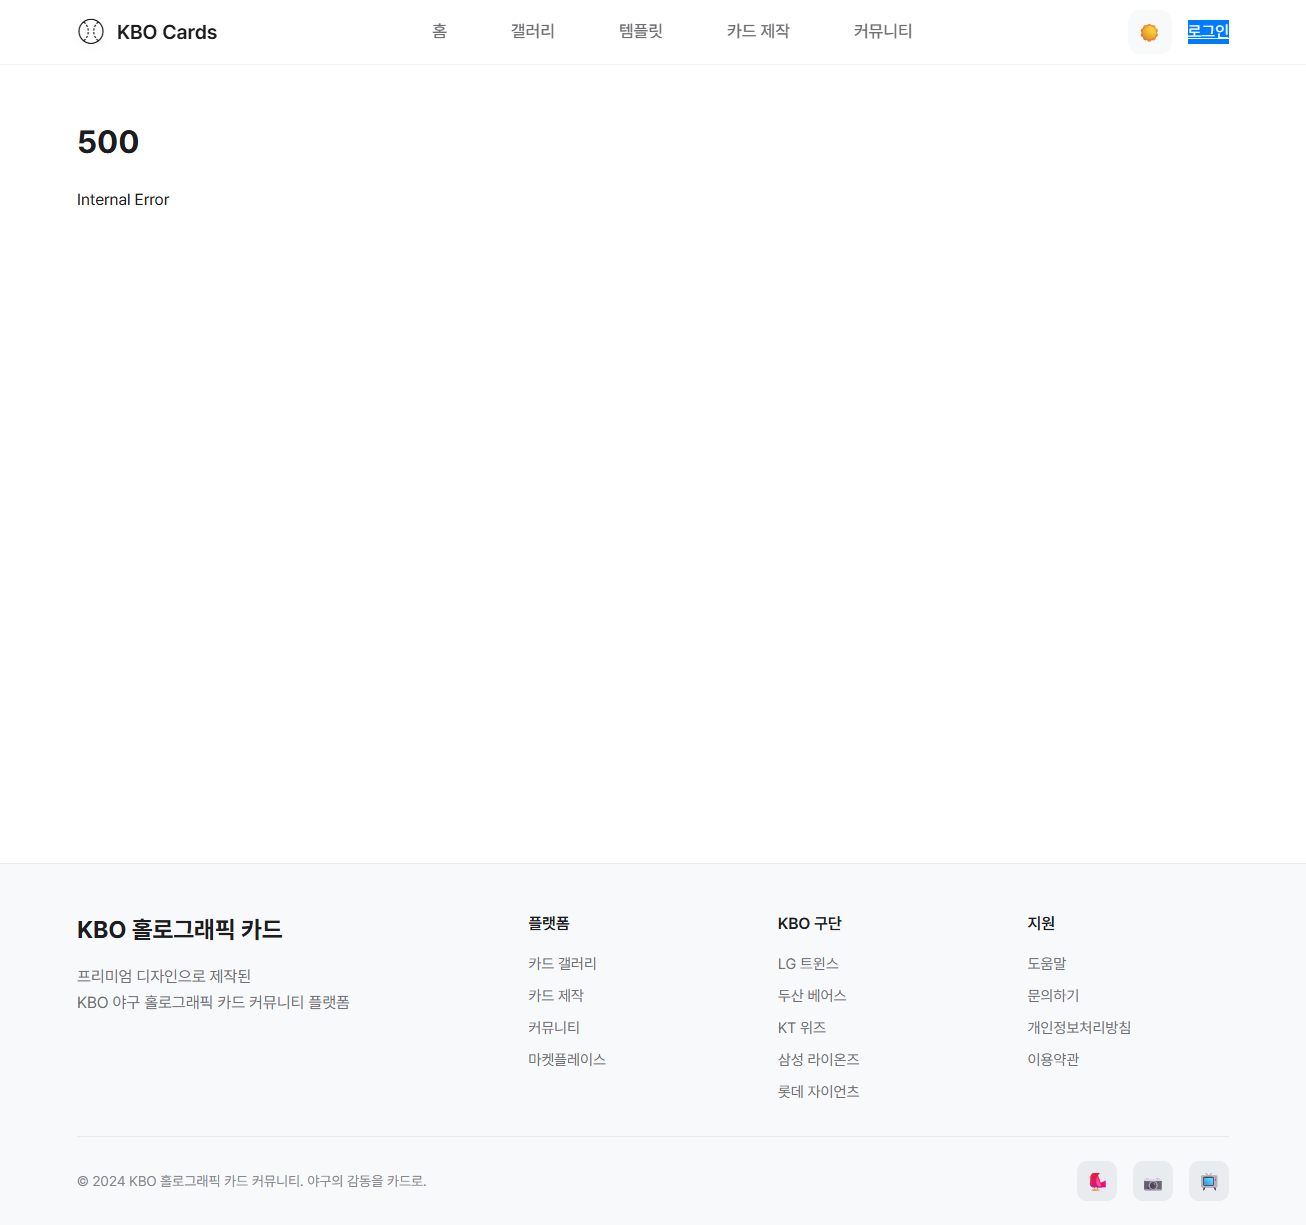 KBO Cards
홈
갤러리
템플릿
카드 제작
커뮤니티
로그인
500
Internal Error
KBO 홀로그래픽 카드
프리미엄 디자인으로 제작된
KBO 야구 홀로그래픽 카드 커뮤니티 플랫폼
플랫폼
카드 갤러리
카드 제작
커뮤니티
마켓플레이스
KBO 구단
LG 트윈스
두산 베어스
KT 위즈
삼성 라이온즈
롯데 자이언츠
지원
도움말
문의하기
개인정보처리방침
이용약관
© 2024 KBO 홀로그래픽 카드 커뮤니티. 야구의 감동을 카드로.